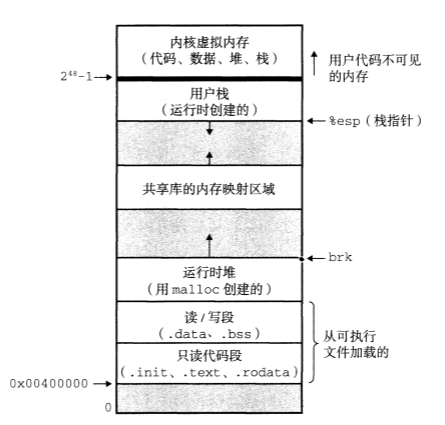 内核虚拟内存
（代码、数据、堆、栈）
用户代码不可见
的内存
2⁴⁸-1
用户栈
（运行时创建的）
%esp（栈指针）
共享库的内存映射区域
brk
运行时堆
（用 malloc 创建的）
读/写段
（.data、.bss）
从可执行
文件加载的
只读代码段
（.init、.text、.rodata）
0x00400000
0